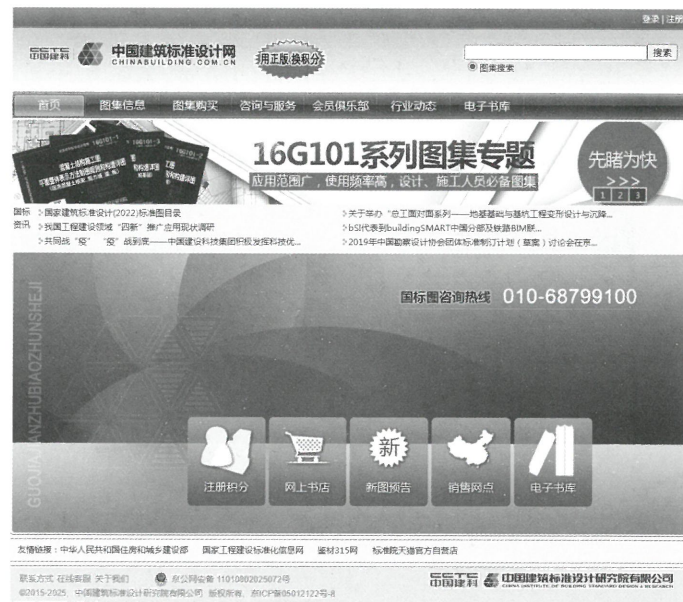 登录 | 注册
CCTC
中国建科
中国建筑标准设计网
CHINABUILDING.COM.CN
用正版 换积分
搜索
图集搜索
首页 图集信息 图集购买 咨询与服务 会员俱乐部 行业动态 电子书库
16G101系列图集专题
应用范围广，使用频率高，设计、施工人员必备图集
先睹为快
>>>
1 2 3
国标资讯
>国家建筑标准设计(2022)标准图目录
>我国工程建设领域“四新”推广应用现状调研
>共同战“疫” “疫”战到底——中国建设科技集团积极发挥科技优...
>关于举办“总工面对面系列——地基基础与基坑工程变形设计与沉降...
>bSI代表到buildingSMART中国分部及铁路BIM联...
>2019年中国勘察设计协会团体标准制订计划（草案）讨论会在京...
国标图咨询热线 010-68799100
GUOJIAJIANZHUBIAOZHUNSHEJI
注册积分 网上书店 新图预告 销售网点 电子书库
新
友情链接：中华人民共和国住房和城乡建设部 国家工程建设标准化信息网 鉴材315网 标准院天猫官方自营店
联系方式 在线客服 关于我们 京公网安备 11010802025072号
©2015-2025 中国建筑标准设计研究院有限公司 版权所有, 京ICP备05012122号-8
CCTC
中国建科
中国建筑标准设计研究院有限公司
CHINA INSTITUTE OF BUILDING STANDARD DESIGN & RESEARCH